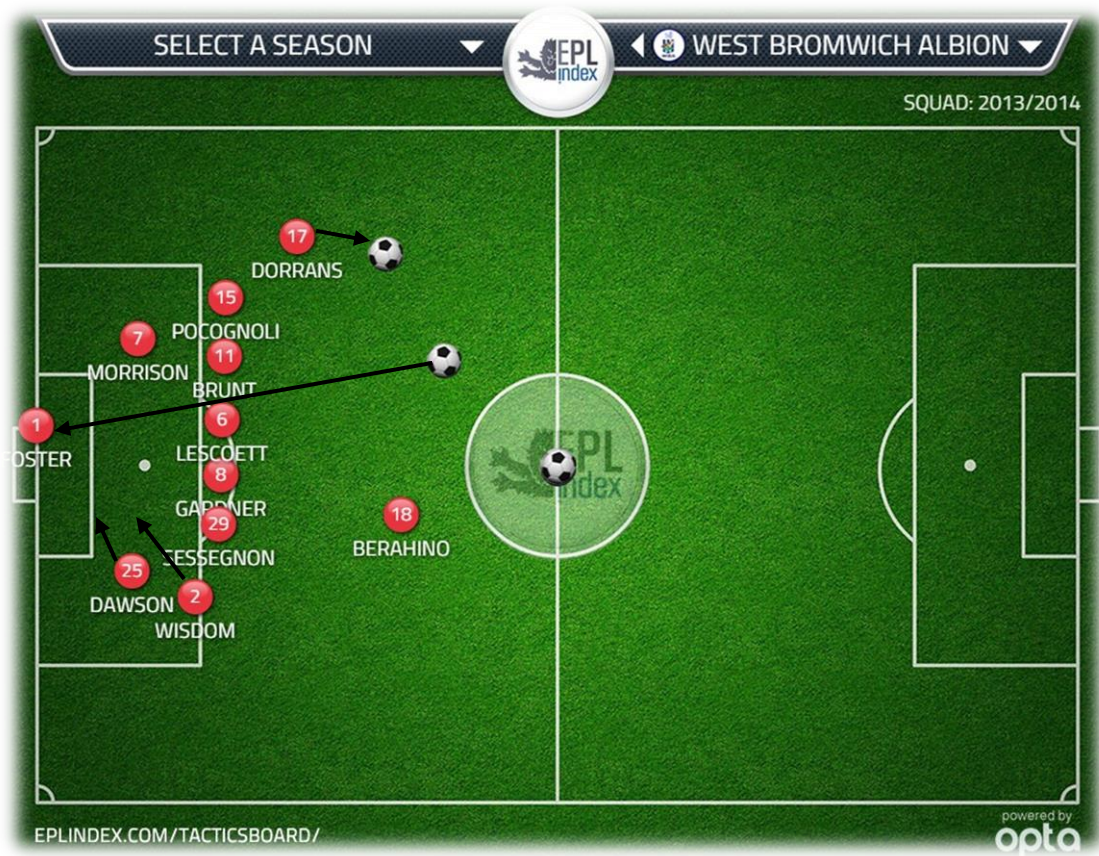 SELECT A SEASON
EPL
index
WEST BROMWICH ALBION
SQUAD: 2013/2014
17
DORRANS
15
POCOGNOLI
7
MORRISON
11
BRUNT
1
FOSTER
6
LESCOETT
EPL
index
8
GARDNER
29
SESSEGNON
18
BERAHINO
25
DAWSON
2
WISDOM
EPLINDEX.COM/TACTICSBOARD/
powered by
opta